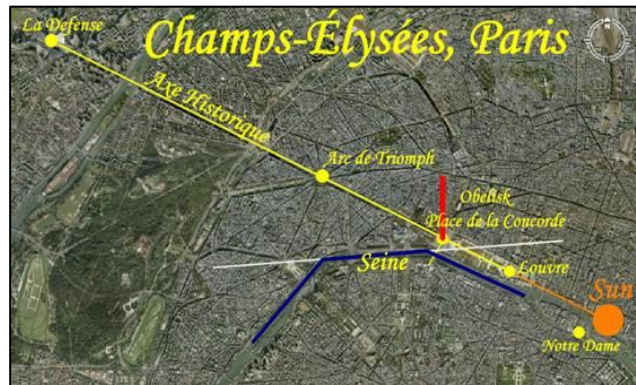 La Defense
Champs-Élysées, Paris
N
Axe Historique
Arc de Triomph
Obelisk
Place de la Concorde
Seine
Louvre
Sun
Notre Dame